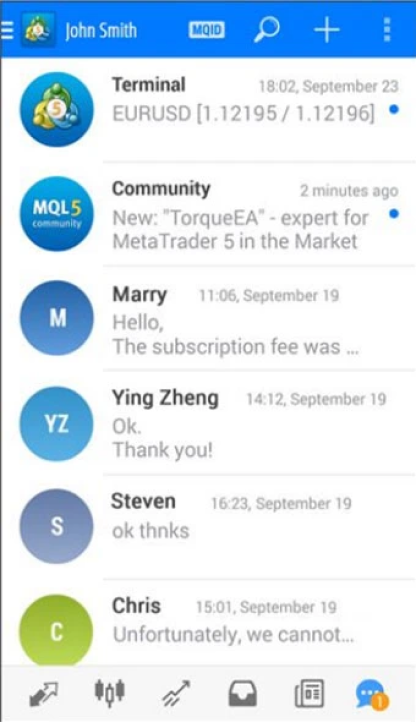 John Smith
MQID
5
Terminal
18:02, September 23
EURUSD [1.12195 / 1.12196]
MQL5
community
Community
2 minutes ago
New: "TorqueEA" - expert for
MetaTrader 5 in the Market
M
Marry
11:06, September 19
Hello,
The subscription fee was ...
YZ
Ying Zheng
14:12, September 19
Ok.
Thank you!
S
Steven
16:23, September 19
ok thnks
C
Chris
15:01, September 19
Unfortunately, we cannot...
1